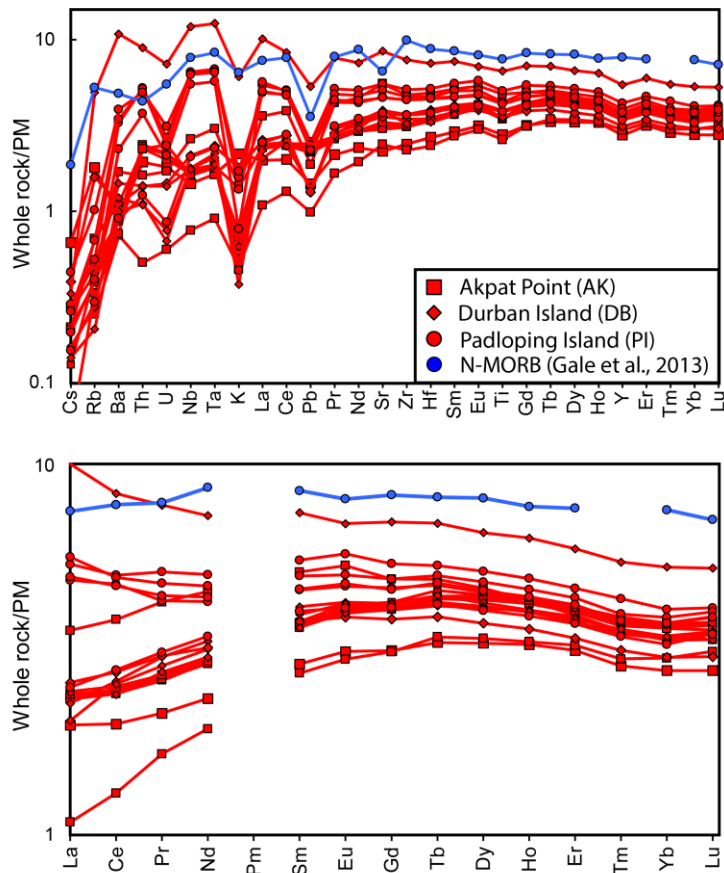 10
1
0.1
Whole rock/PM
Akpat Point (AK)
Durban Island (DB)
Padloping Island (PI)
N-MORB (Gale et al., 2013)
Cs Rb Ba Th U Nb Ta K La Ce Pb Pr Nd Sr Zr Hf Sm Eu Ti Gd Tb Dy Ho Y Er Tm Yb Lu
10
1
Whole rock/PM
La Ce Pr Nd Pm Sm Eu Gd Tb Dy Ho Er Tm Yb Lu